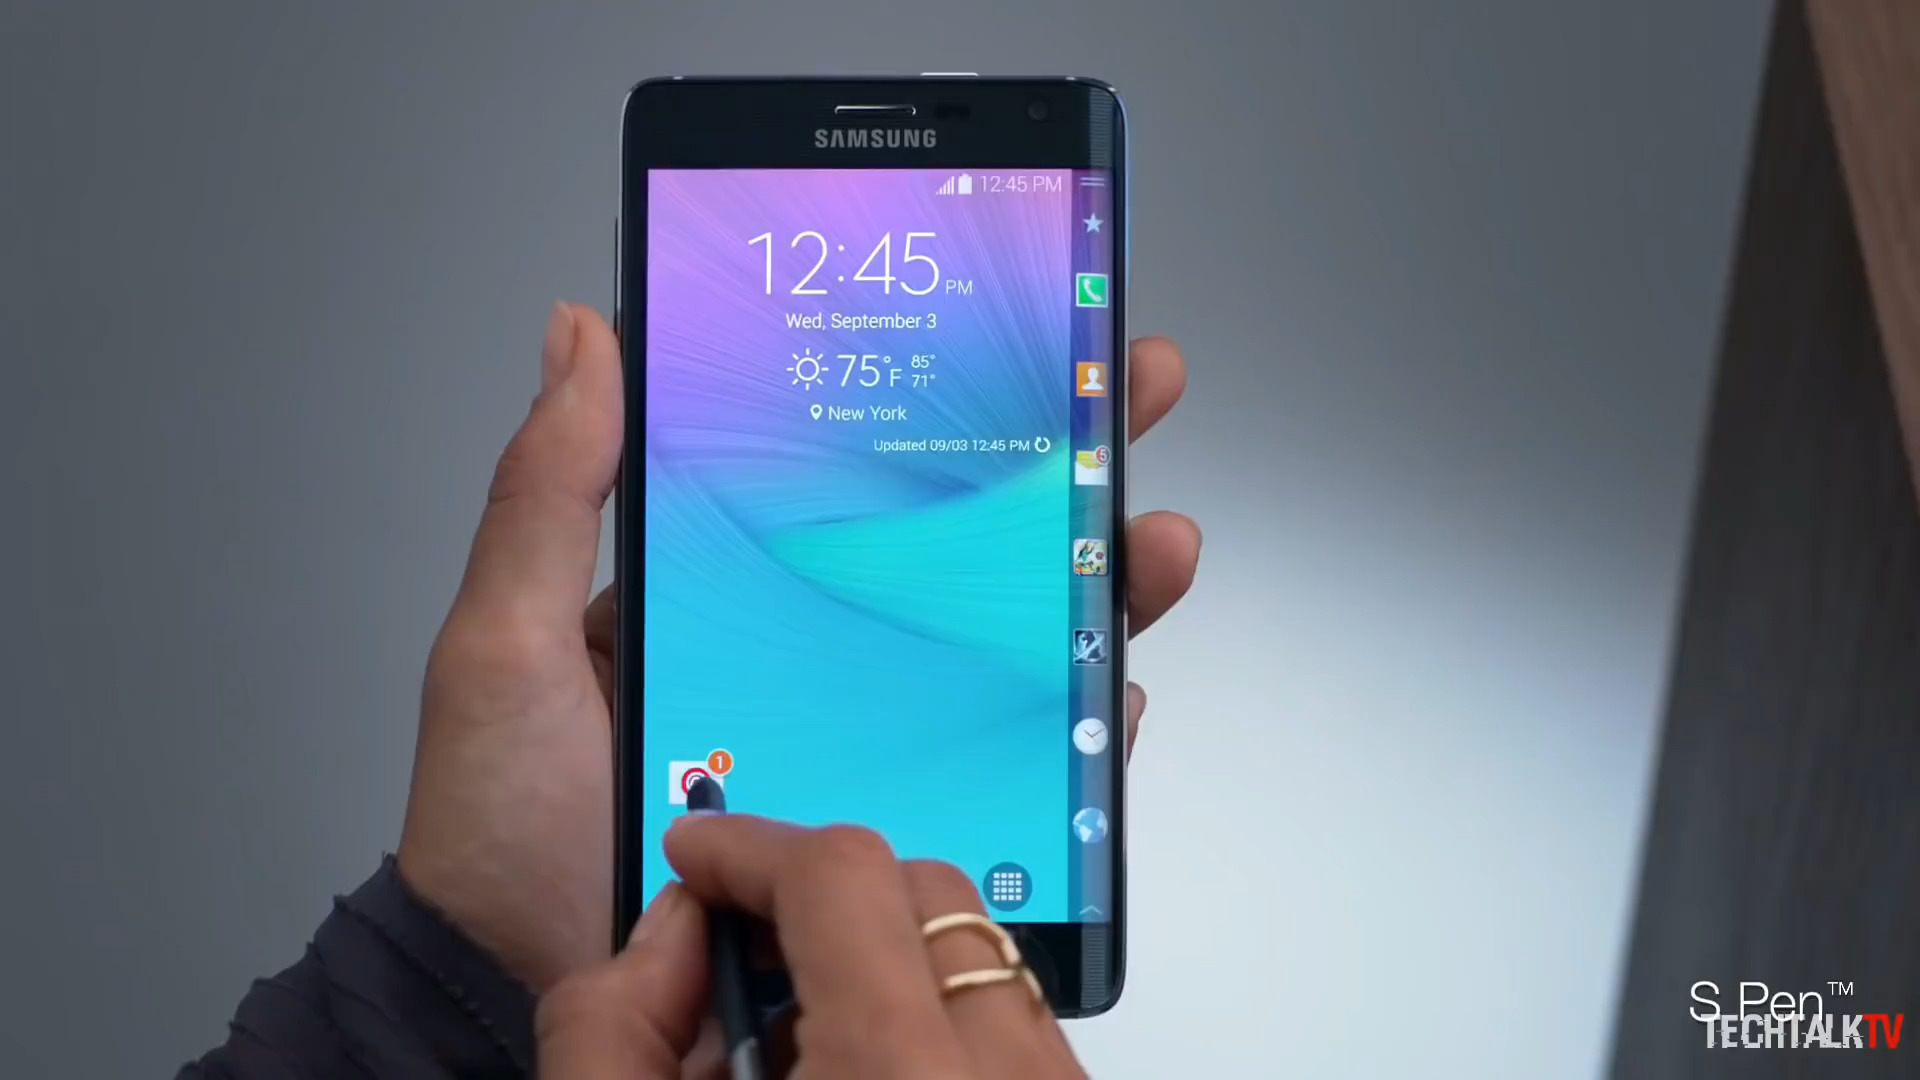 SAMSUNG
12:45 PM
12:45 PM
Wed, September 3
75°F 85° 71°
New York
Updated 09/03 12:45 PM
5
1
S Pen™
TECHTALKTV